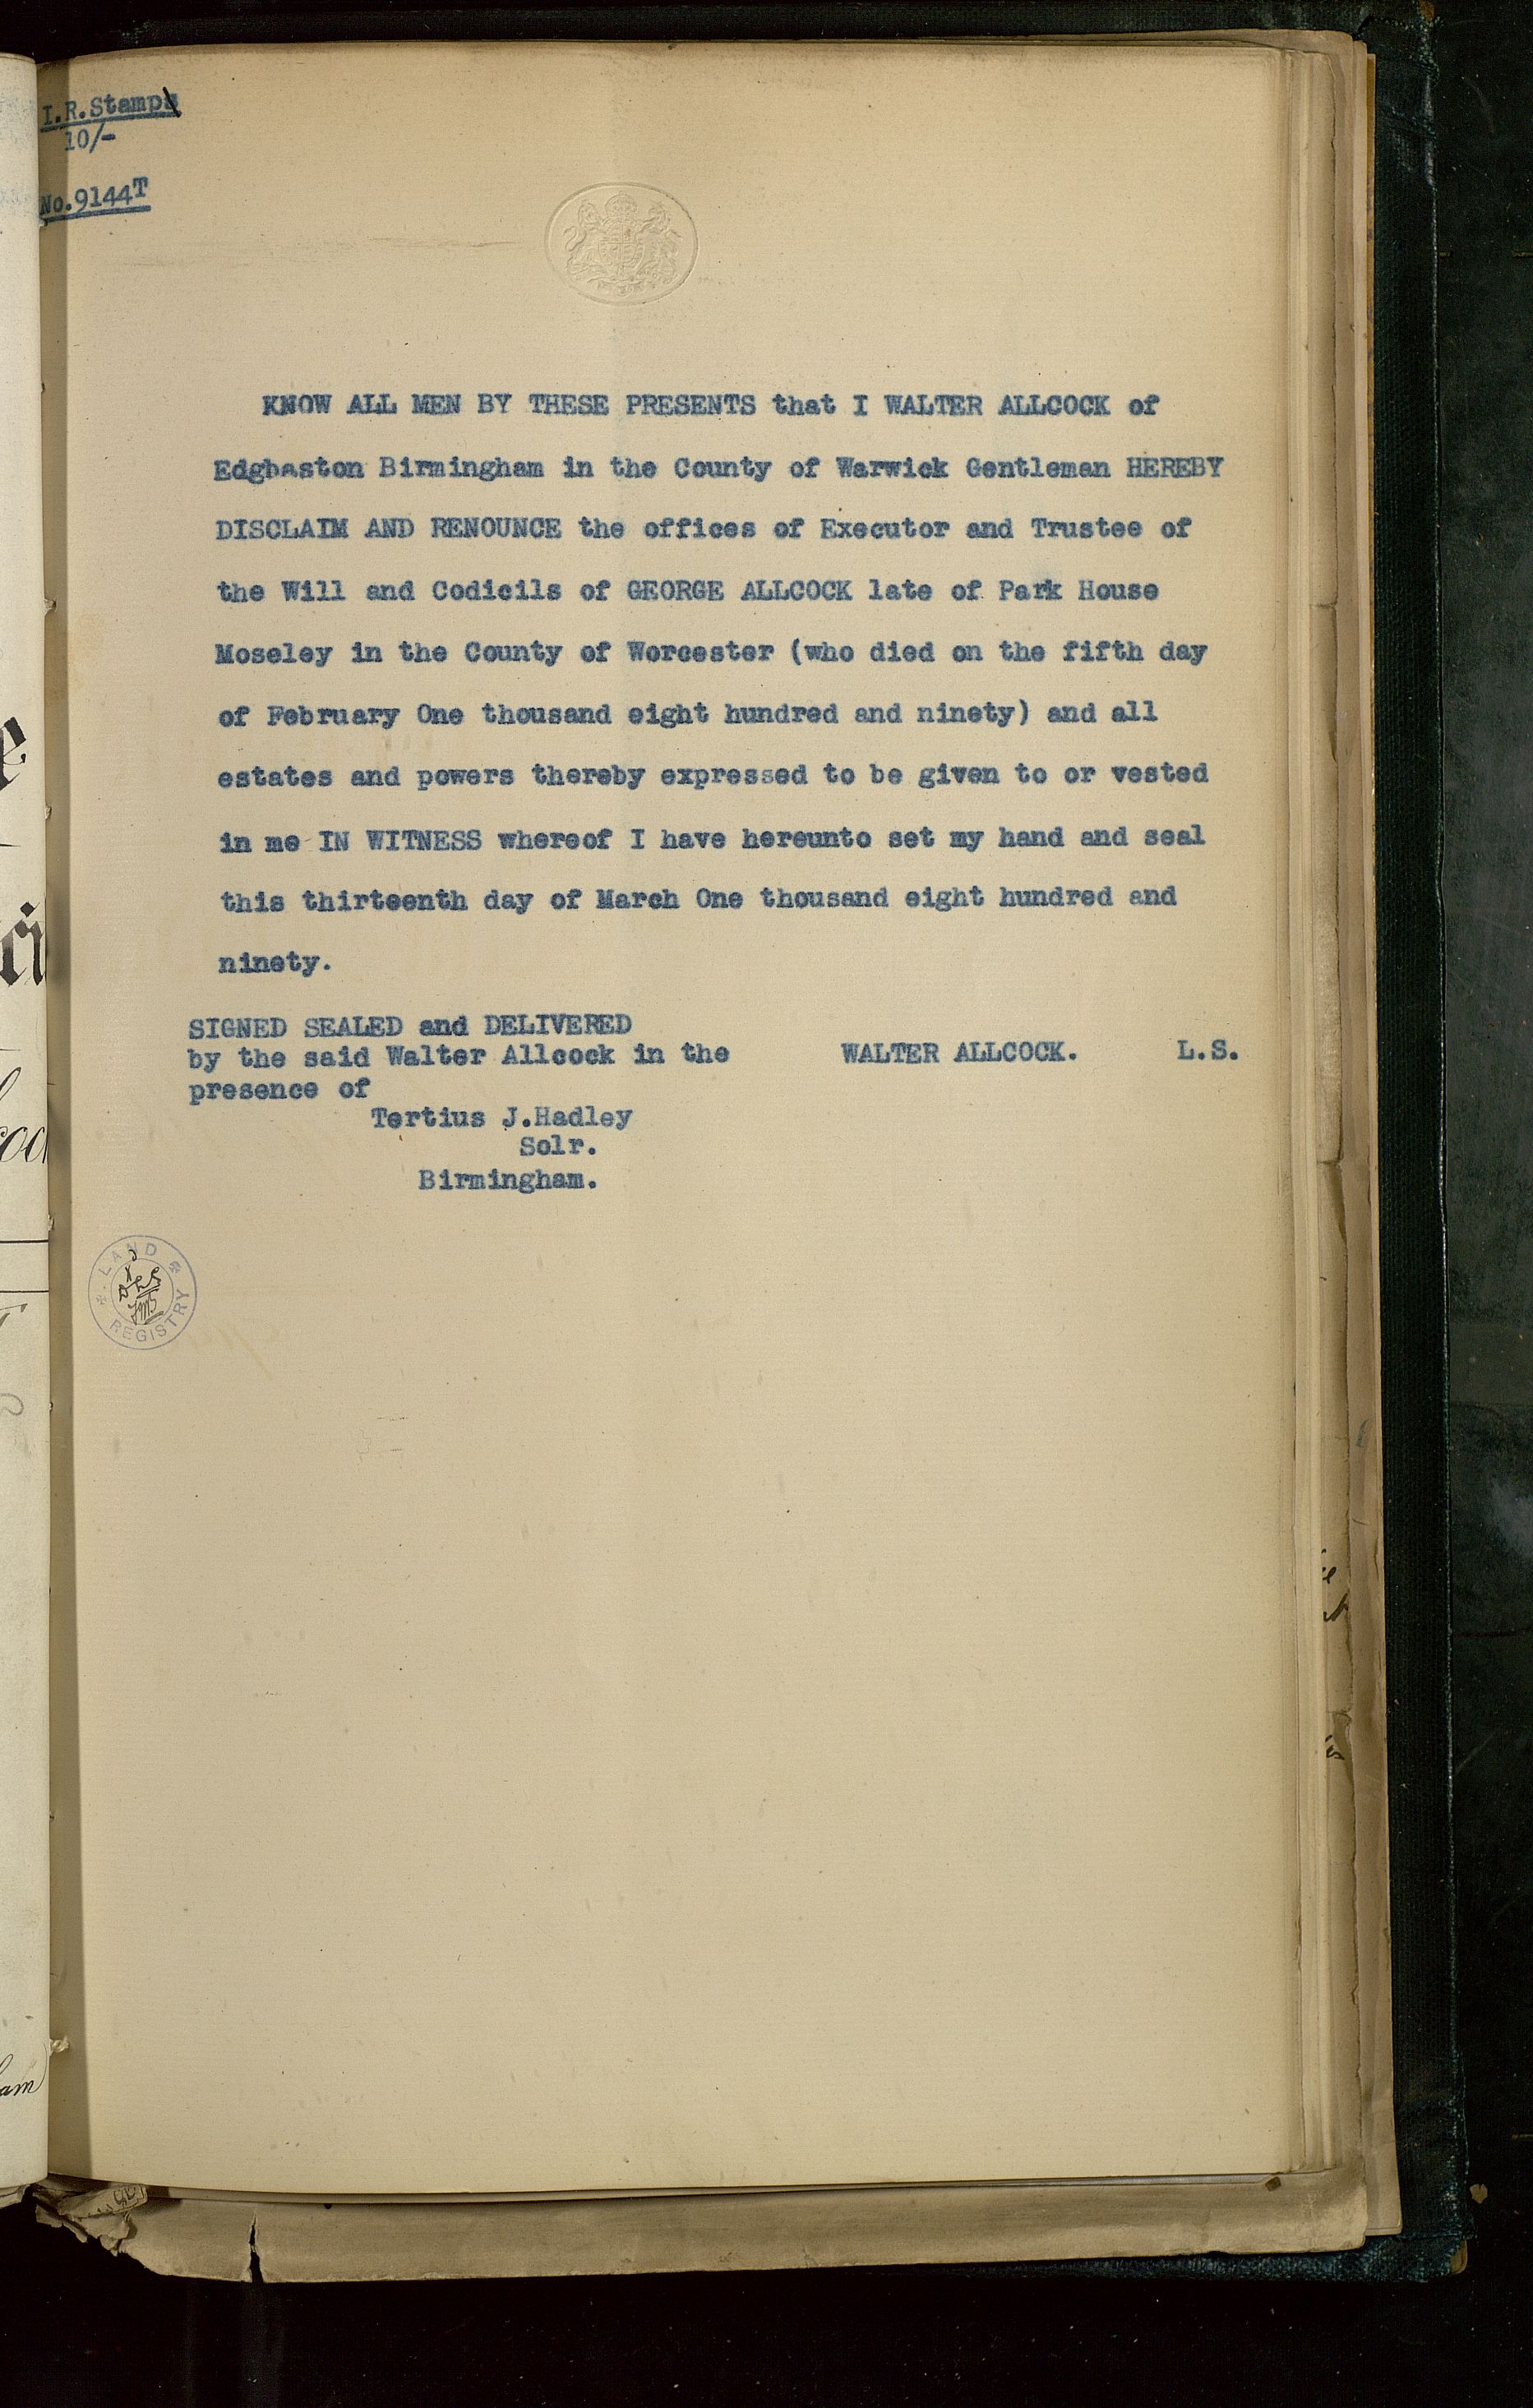 I.R.Stamp
10/-
No.9144T
KNOW ALL MEN BY THESE PRESENTS that I WALTER ALLCOCK of
Edgbaston Birmingham in the County of Warwick Gentleman HEREBY
DISCLAIM AND RENOUNCE the offices of Executor and Trustee of
the Will and Codicils of GEORGE ALLCOCK late of Park House
Moseley in the County of Worcester (who died on the fifth day
of February One thousand eight hundred and ninety) and all
estates and powers thereby expressed to be given to or vested
in me IN WITNESS whereof I have hereunto set my hand and seal
this thirteenth day of March One thousand eight hundred and
ninety.
SIGNED SEALED and DELIVERED
by the said Walter Allcock in the WALTER ALLCOCK. L.S.
presence of
Tertius J.Hadley
Solr.
Birmingham.
LAND
REGISTRY